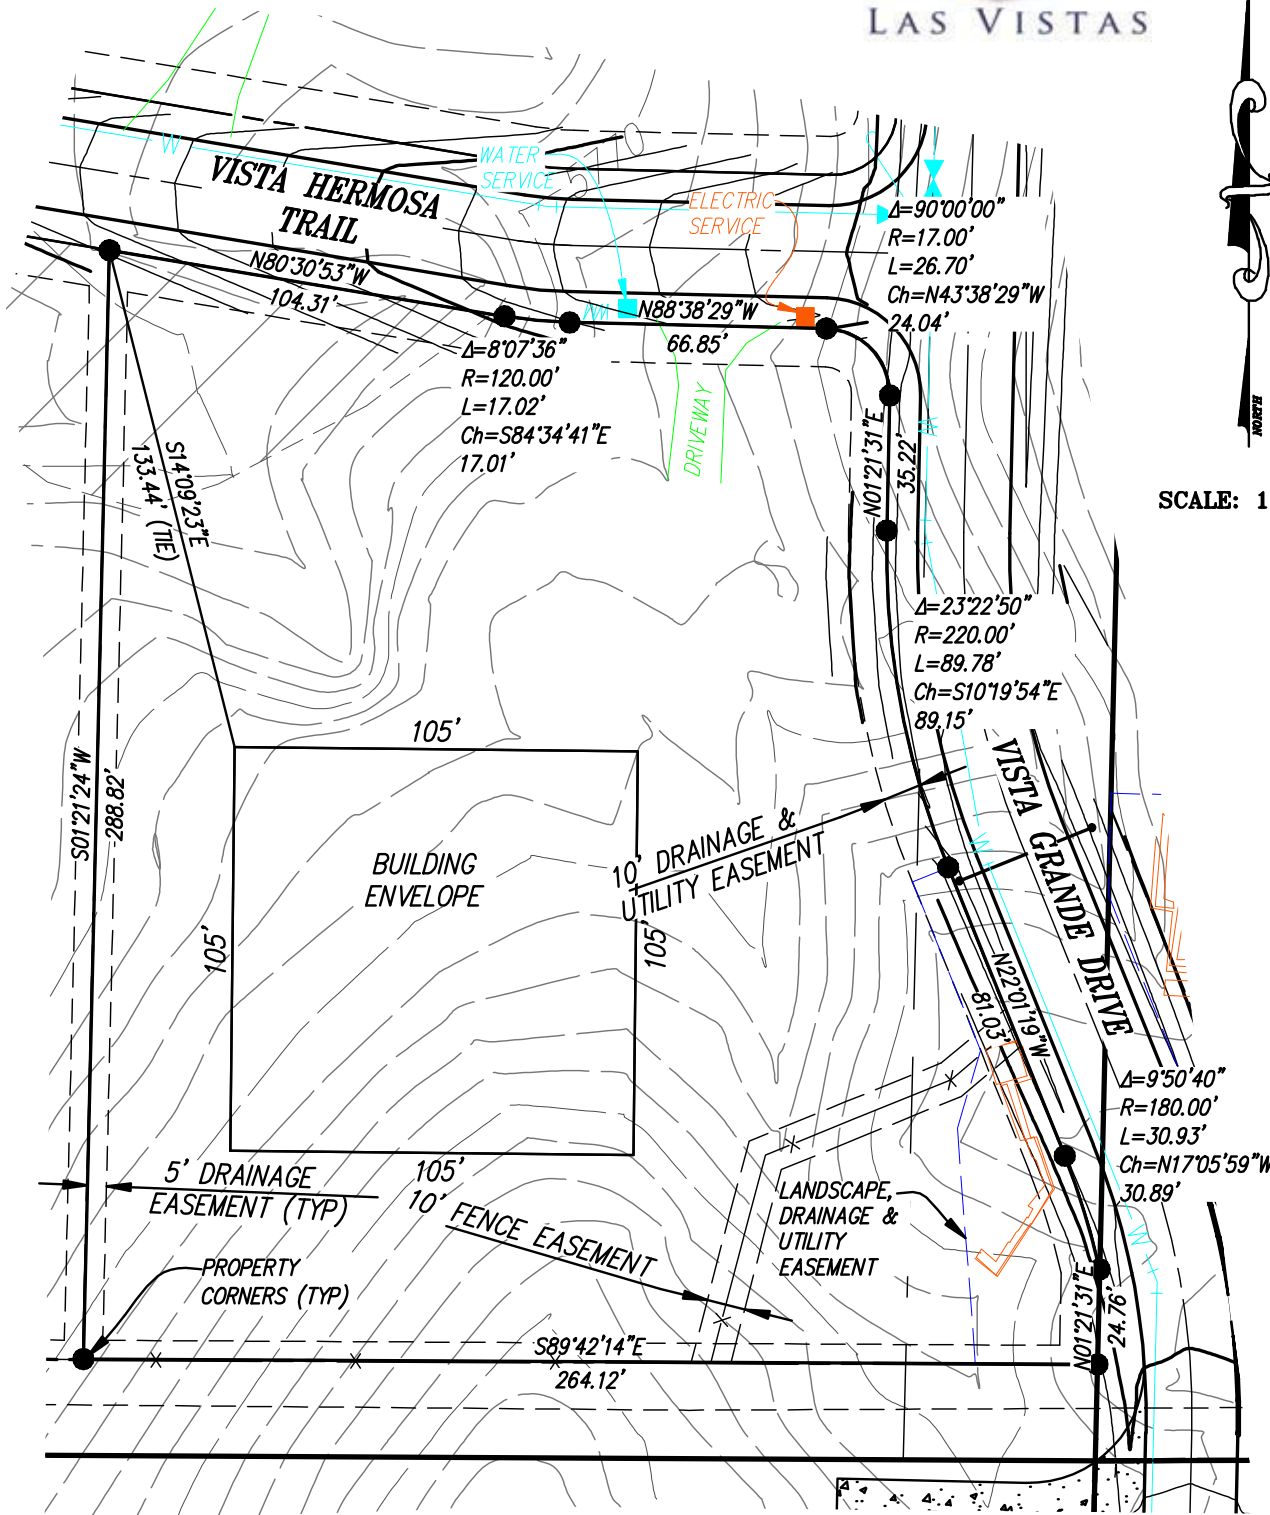 LAS VISTAS
WATER
SERVICE
ELECTRIC
SERVICE
VISTA HERMOSA
TRAIL
W
Δ=90°00'00"
R=17.00'
L=26.70'
Ch=N43°38'29"W
24.04'
N80°30'53"W
104.31'
N88°38'29"W
66.85'
Δ=8°07'36"
R=120.00'
L=17.02'
Ch=S84°34'41"E
17.01'
DRIVEWAY
N01°21'31"E
35.22'
NORTH
SCALE: 1
S14°09'23"E
133.44' (TIE)
Δ=23°22'50"
R=220.00'
L=89.78'
Ch=S10°19'54"E
89.15'
S01°21'24"W
288.82'
105'
BUILDING
ENVELOPE
105'
105'
105'
10' DRAINAGE &
UTILITY EASEMENT
VISTA GRANDE DRIVE
W
N22°01'19"W
81.03'
Δ=9°50'40"
R=180.00'
L=30.93'
Ch=N17°05'59"W
30.89'
5' DRAINAGE
EASEMENT (TYP)
10' FENCE EASEMENT
LANDSCAPE,
DRAINAGE &
UTILITY
EASEMENT
W
PROPERTY
CORNERS (TYP)
N01°21'31"E
24.76'
S89°42'14"E
264.12'